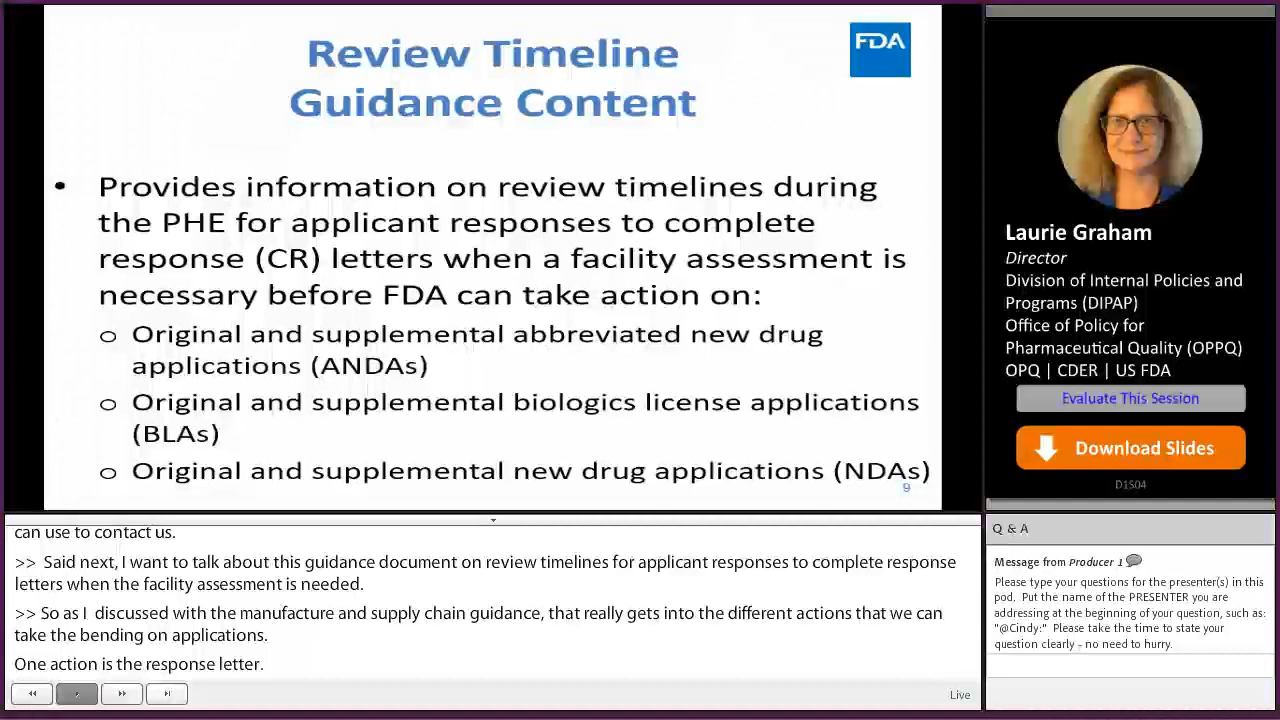 Review Timeline
Guidance Content
FDA
• Provides information on review timelines during
the PHE for applicant responses to complete
response (CR) letters when a facility assessment is
necessary before FDA can take action on:
o Original and supplemental abbreviated new drug
applications (ANDAs)
o Original and supplemental biologics license applications
(BLAs)
o Original and supplemental new drug applications (NDAs)
9
Laurie Graham
Director
Division of Internal Policies and
Programs (DIPAP)
Office of Policy for
Pharmaceutical Quality (OPPQ)
OPQ | CDER | US FDA
Evaluate This Session
Download Slides
D1S04
can use to contact us.
>> Said next, I want to talk about this guidance document on review timelines for applicant responses to complete response
letters when the facility assessment is needed.
>> So as I discussed with the manufacture and supply chain guidance, that really gets into the different actions that we can
take the bending on applications.
One action is the response letter.
Live
Q & A
Message from Producer 1
Please type your questions for the presenter(s) in this
pod. Put the name of the PRESENTER you are
addressing at the beginning of your question, such as:
"@Cindy:" Please take the time to state your
question clearly - no need to hurry.